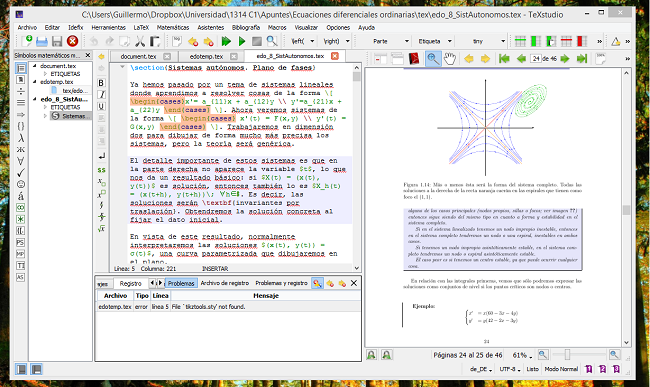 C:\Users\Guillermo\Dropbox\Universidad\1314 C1\Apuntes\Ecuaciones diferenciales ordinarias\tex\edo_8_SistAutonomos.tex - TeXstudio
Archivo Editar Idefix Herramientas LaTeX Matemáticas Asistentes Bibliografía Macros Visualizar Opciones Ayuda
\left( \right) Parte Etiqueta tiny
Símbolos matemáticos m
document.tex edotemp.tex edo_8_SistAutonomos.tex
document.tex
ETIQUETAS
edotemp.tex
tex/edo...
edo_8_SistAu...
ETIQUETAS
Sistemas
\section{Sistemas autónomos. Plano de fases}
Ya hemos pasado por un tema de sistemas lineales
donde aprendimos a resolver cosas de la forma \[
\begin{cases}x'= a_{11}x + a_{12}y \\ y'=a_{21}x +
a_{22}y \end{cases} \]. Ahora veremos sistemas de
la forma \[ \begin{cases} x'(t) = F(x,y) \\ y'(t) =
G(x,y) \end{cases} \]. Trabajaremos en dimensión
dos para dibujar de forma mucho más precisa los
sistemas, pero la teoría será genérica.
El detalle importante de estos sistemas es que en
la parte derecha no aparece la variable $t$, lo que
nos da un resultado básico: si $X(t) = (x(t),
y(t))$ es solución, entonces también lo es $X_h(t)
= (x(t+h), y(t+h))\; ∀h∈ℝ. Es decir, las
soluciones serán \textbf{invariantes por
traslación}. Obtendremos la solución concreta al
fijar el dato inicial.
En vista de este resultado, normalmente
interpretaremos las soluciones $(x(t), y(t)) =
σ(t)$, una curva parametrizada que dibujaremos en
el plano.
Línea: 5 Columna: 221 INSERTAR
ejes Registro Problemas Archivo de registro Problemas y registro
Archivo Tipo Línea Mensaje
edotemp.tex error línea 5 File `tikztools.sty' not found.
24 de 46
Figura 1.14: Más o menos ésta será la forma del sistema completo. Todas las
soluciones a la derecha de la recta naranja caerán en las espirales que tienen como
foco el (1, 1).
alguno de los casos principales (nodos propios, sillas o focos; ver imagen ??)
entonces sigue siendo del mismo tipo en cuanto a forma y estabilidad en el
sistema completo.
Si en el sistema linealizado tenemos un nodo impropio inestable, entonces
en el sistema completo tendremos un nodo o una espiral, inestables en ambos
casos.
Si tenemos un nodo impropio asintóticamente estable, en el sistema com-
pleto tendremos un nodo o espiral asintóticamente estable.
El caso peor es si tenemos un centro estable, ya que puede ocurrir cualquier
cosa.
En relación con las integrales primeras, vemos que sólo podremos expresar las
soluciones como conjuntos de nivel si los puntos críticos son nodos o centros.
Ejemplo:
x' = x(60 − 3x − 4y)
y' = y(42 − 2x − 3y)
24
Páginas 24 al 25 de 46 61%
de_DE UTF-8 Listo Modo Normal